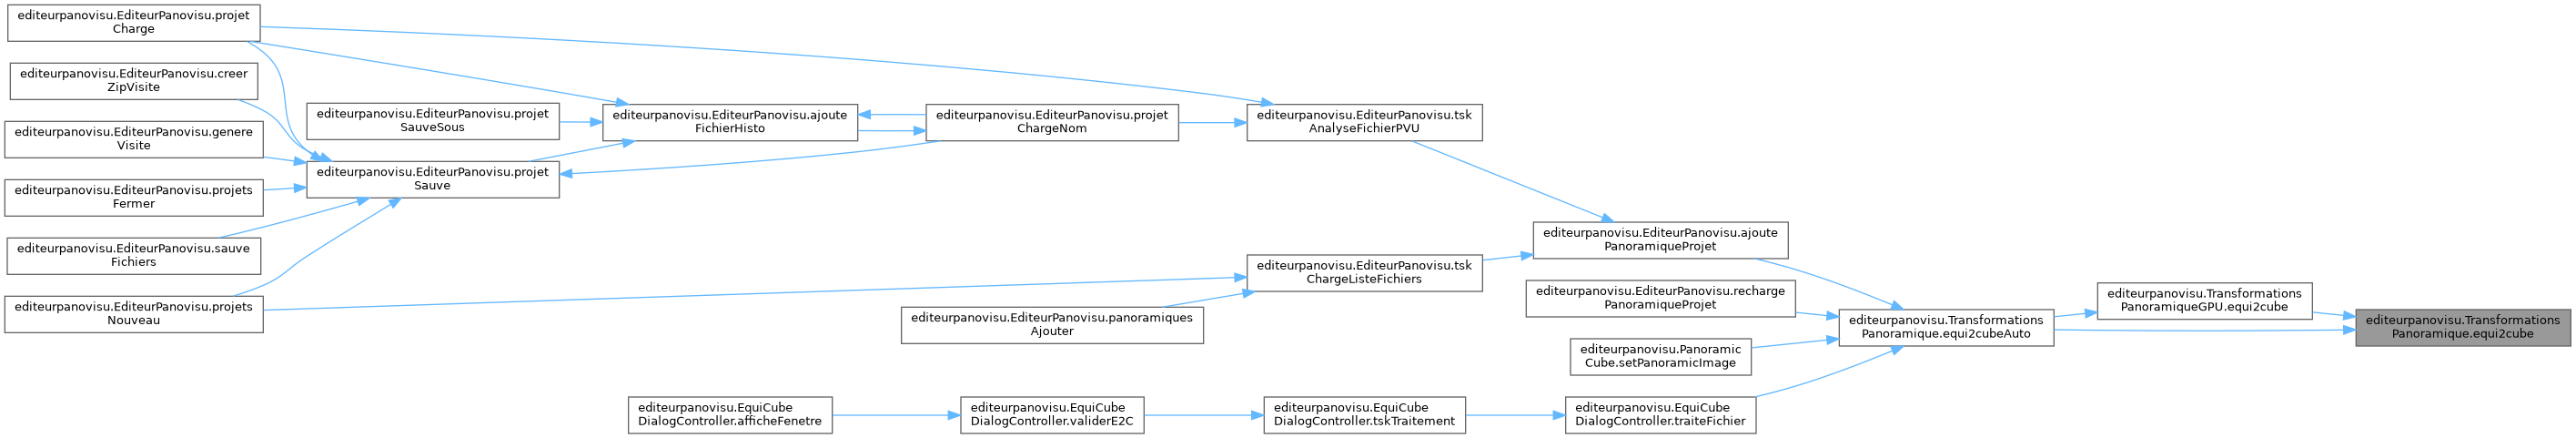 editeurpanovisu.EditeurPanovisu.projet
Charge
editeurpanovisu.EditeurPanovisu.creer
ZipVisite
editeurpanovisu.EditeurPanovisu.genere
Visite
editeurpanovisu.EditeurPanovisu.projets
Fermer
editeurpanovisu.EditeurPanovisu.sauve
Fichiers
editeurpanovisu.EditeurPanovisu.projets
Nouveau
editeurpanovisu.EditeurPanovisu.projet
SauveSous
editeurpanovisu.EditeurPanovisu.projet
Sauve
editeurpanovisu.EditeurPanovisu.ajoute
FichierHisto
editeurpanovisu.EditeurPanovisu.projet
ChargeNom
editeurpanovisu.EditeurPanovisu.panoramiques
Ajouter
editeurpanovisu.EquiCube
DialogController.afficheFenetre
editeurpanovisu.EquiCube
DialogController.validerE2C
editeurpanovisu.EditeurPanovisu.tsk
AnalyseFichierPVU
editeurpanovisu.EditeurPanovisu.tsk
ChargeListeFichiers
editeurpanovisu.EquiCube
DialogController.tskTraitement
editeurpanovisu.EditeurPanovisu.ajoute
PanoramiqueProjet
editeurpanovisu.EditeurPanovisu.recharge
PanoramiqueProjet
editeurpanovisu.Panoramic
Cube.setPanoramicImage
editeurpanovisu.EquiCube
DialogController.traiteFichier
editeurpanovisu.Transformations
Panoramique.equi2cubeAuto
editeurpanovisu.Transformations
PanoramiqueGPU.equi2cube
editeurpanovisu.Transformations
Panoramique.equi2cube